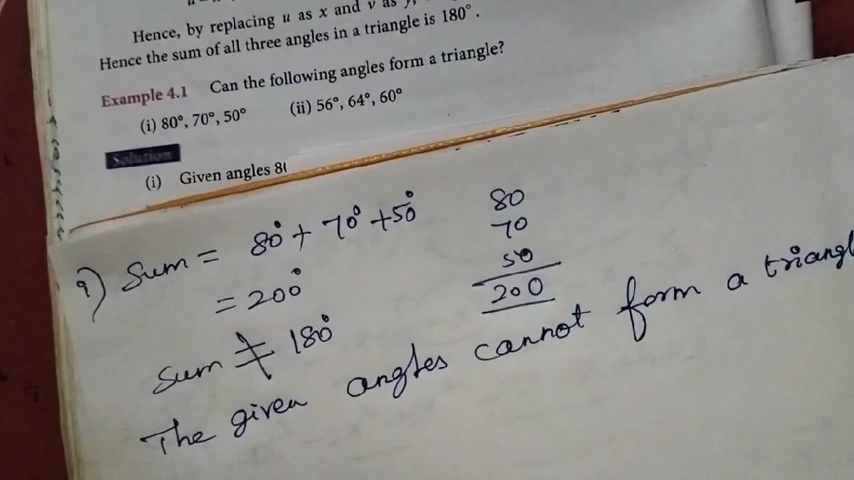 Hence, by replacing u as x and v as y,
Hence the sum of all three angles in a triangle is 180°.
Example 4.1 Can the following angles form a triangle?
(i) 80°, 70°, 50° (ii) 56°, 64°, 60°
Solution
(i) Given angles 80
i) Sum = 80° + 70° + 50°
= 200°
Sum ≠ 180°
80
70
50
200
The given angles cannot form a triangl